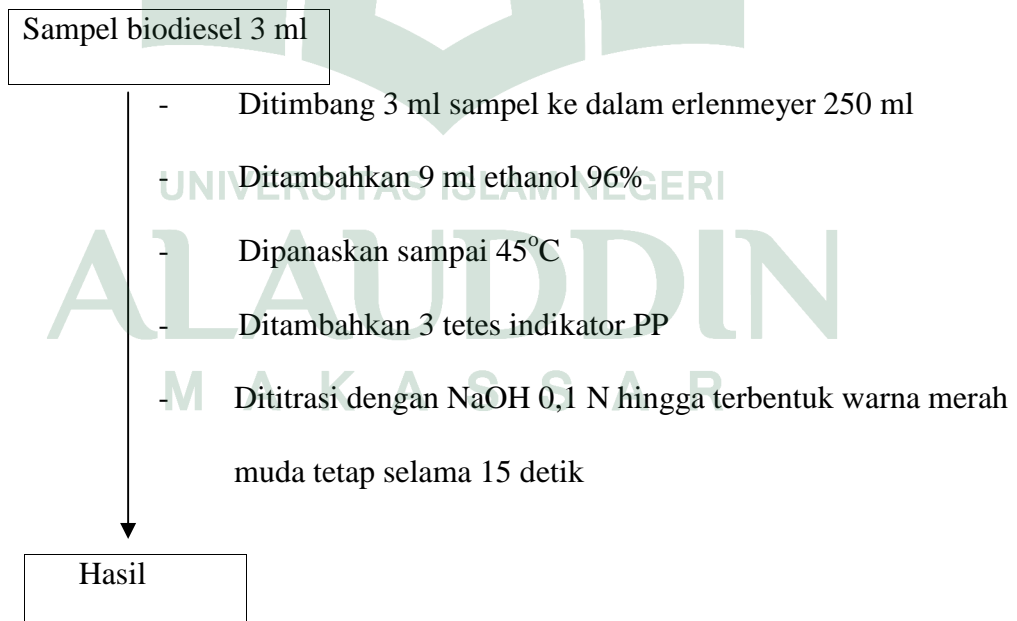 Sampel biodiesel 3 ml
- Ditimbang 3 ml sampel ke dalam erlenmeyer 250 ml
- Ditambahkan 9 ml ethanol 96%
UNIVERSITAS ISLAM NEGERI
- Dipanaskan sampai 45°C
ALAUDDIN
- Ditambahkan 3 tetes indikator PP
- Dititrasi dengan NaOH 0,1 N hingga terbentuk warna merah
MAKASSAR
muda tetap selama 15 detik
Hasil